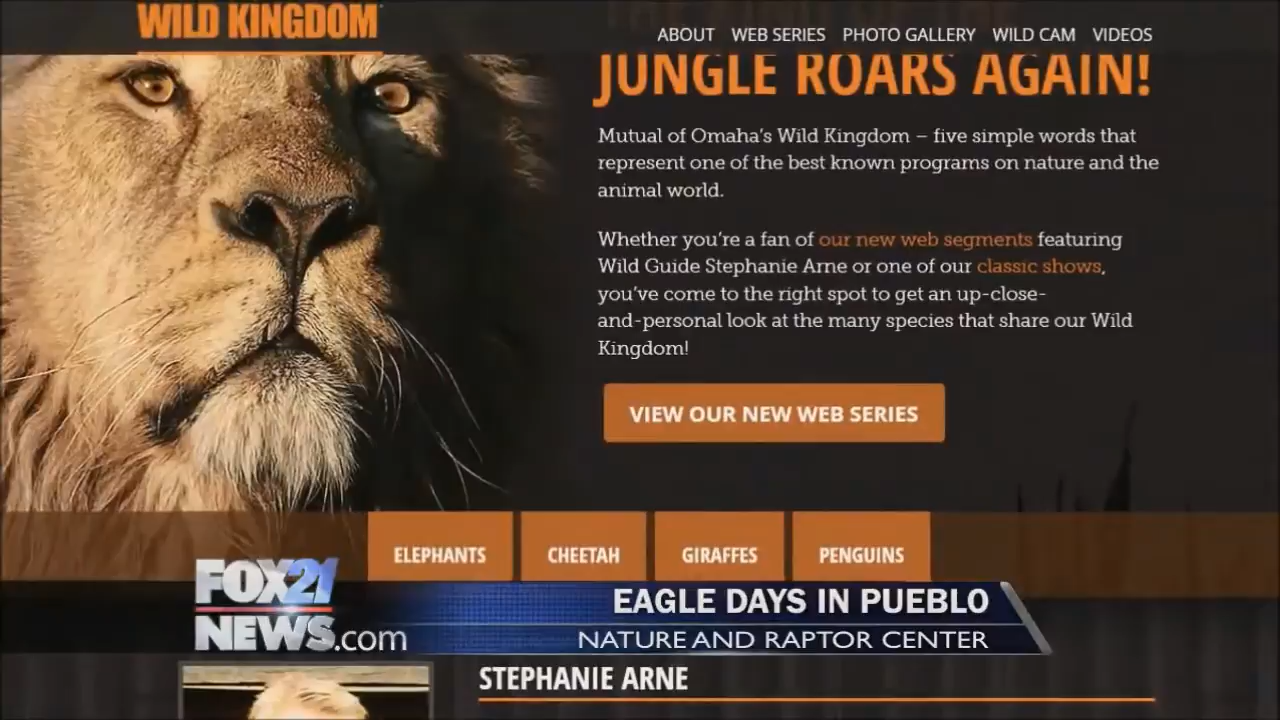 WILD KINGDOM
ABOUT WEB SERIES PHOTO GALLERY WILD CAM VIDEOS
JUNGLE ROARS AGAIN!
Mutual of Omaha's Wild Kingdom – five simple words that
represent one of the best known programs on nature and the
animal world.
Whether you're a fan of our new web segments featuring
Wild Guide Stephanie Arne or one of our classic shows,
you've come to the right spot to get an up-close-
and-personal look at the many species that share our Wild
Kingdom!
VIEW OUR NEW WEB SERIES
ELEPHANTS CHEETAH GIRAFFES PENGUINS
FOX21
NEWS.com
EAGLE DAYS IN PUEBLO
NATURE AND RAPTOR CENTER
STEPHANIE ARNE